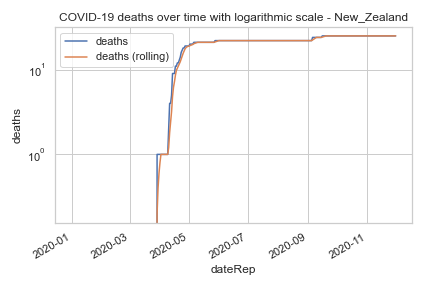 COVID-19 deaths over time with logarithmic scale - New_Zealand
deaths
deaths (rolling)
10^1
10^0
deaths
2020-01
2020-03
2020-05
2020-07
2020-09
2020-11
dateRep